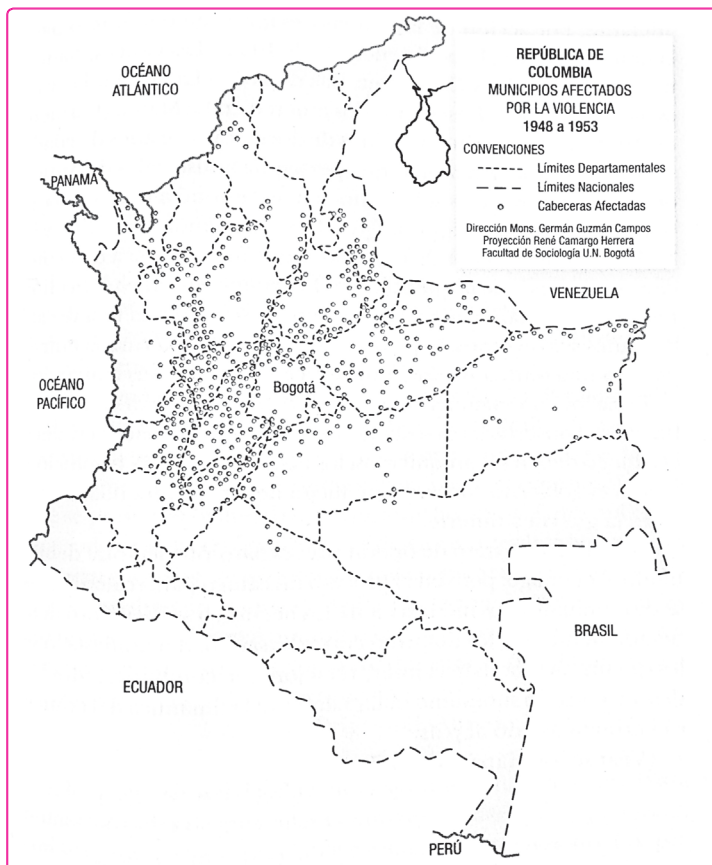 REPÚBLICA DE
COLOMBIA
MUNICIPIOS AFECTADOS
POR LA VIOLENCIA
1948 a 1953
CONVENCIONES
Límites Departamentales
Límites Nacionales
Cabeceras Afectadas
Dirección Mons. Germán Guzmán Campos
Proyección René Camargo Herrera
Facultad de Sociología U.N. Bogotá
OCÉANO
ATLÁNTICO
PANAMÁ
VENEZUELA
OCÉANO
PACÍFICO
Bogotá
BRASIL
ECUADOR
PERÚ